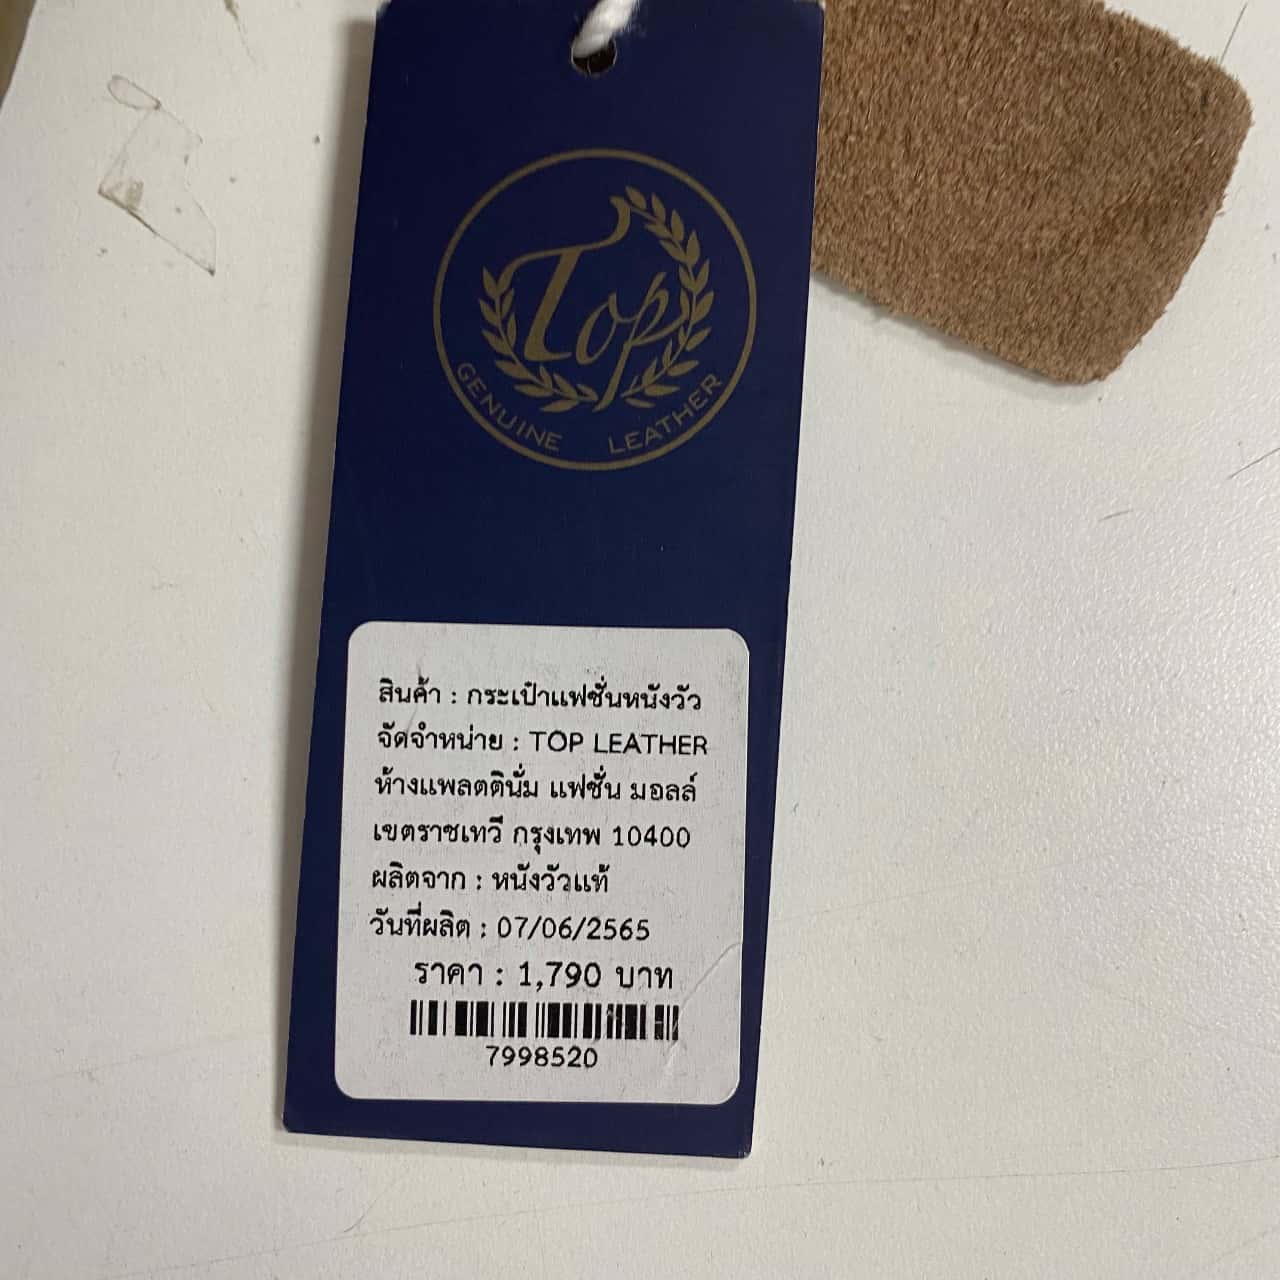 Top
GENUINE LEATHER
สินค้า : กระเป๋าแฟชั่นหนังวัว
จัดจำหน่าย : TOP LEATHER
ห้างแพลตตินั่ม แฟชั่น มอลล์
เขตราชเทวี กรุงเทพ 10400
ผลิตจาก : หนังวัวแท้
วันที่ผลิต : 07/06/2565
ราคา : 1,790 บาท
7998520